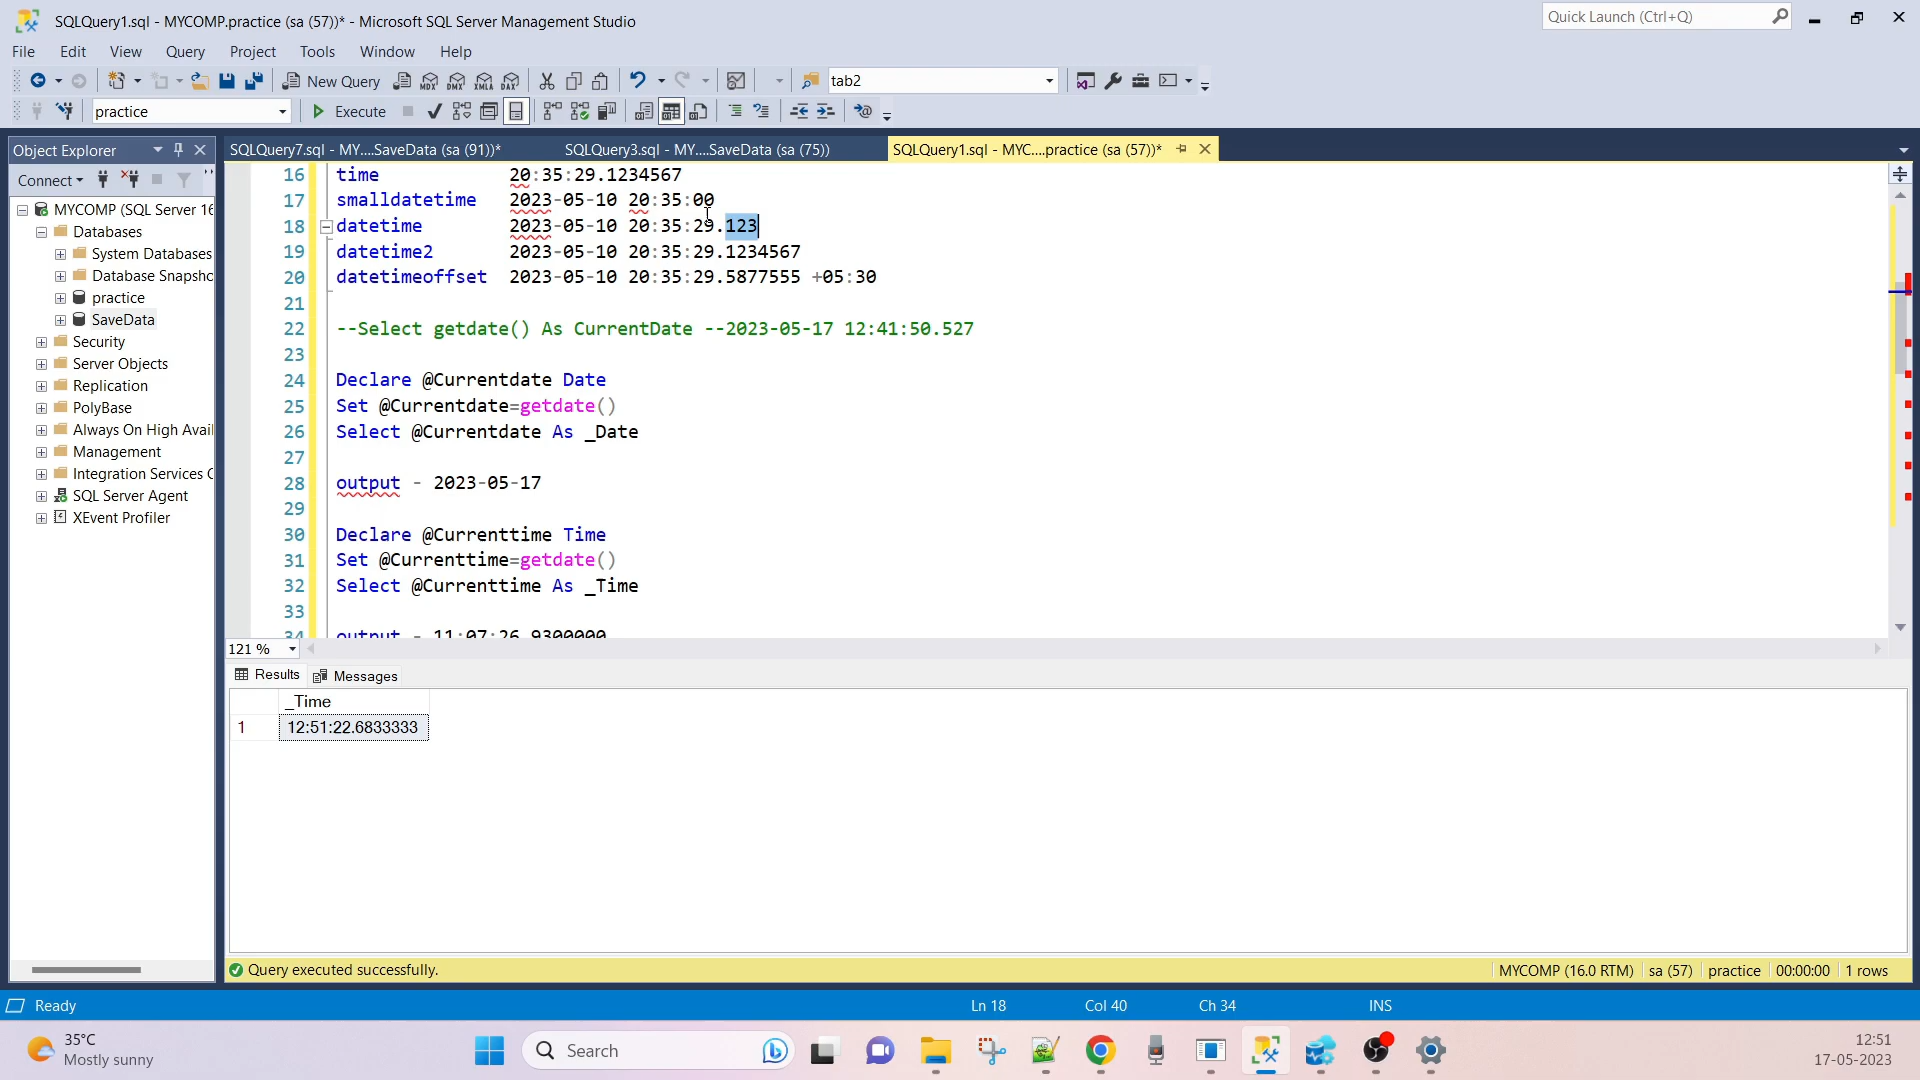 SQLQuery1.sql - MYCOMP.practice (sa (57))* - Microsoft SQL Server Management Studio
Quick Launch (Ctrl+Q)
File Edit View Query Project Tools Window Help
New Query
MDX DMX XMLA DAX
tab2
practice
Execute
Object Explorer
SQLQuery7.sql - MY....SaveData (sa (91))*
SQLQuery3.sql - MY....SaveData (sa (75))
SQLQuery1.sql - MYC....practice (sa (57))*
Connect
MYCOMP (SQL Server 16
Databases
System Databases
Database Snapsho
practice
SaveData
Security
Server Objects
Replication
PolyBase
Always On High Avail
Management
Integration Services C
SQL Server Agent
XEvent Profiler
16 time 20:35:29.1234567
17 smalldatetime 2023-05-10 20:35:00
18 datetime 2023-05-10 20:35:29.123
19 datetime2 2023-05-10 20:35:29.1234567
20 datetimeoffset 2023-05-10 20:35:29.5877555 +05:30
21
22 --Select getdate() As CurrentDate --2023-05-17 12:41:50.527
23
24 Declare @Currentdate Date
25 Set @Currentdate=getdate()
26 Select @Currentdate As _Date
27
28 output - 2023-05-17
29
30 Declare @Currenttime Time
31 Set @Currenttime=getdate()
32 Select @Currenttime As _Time
33
34 output - 11:07:26.9300000
121 %
Results Messages
_Time
1 12:51:22.6833333
Query executed successfully.
MYCOMP (16.0 RTM) sa (57) practice 00:00:00 1 rows
Ready Ln 18 Col 40 Ch 34 INS
35°C
Mostly sunny
Search
12:51
17-05-2023